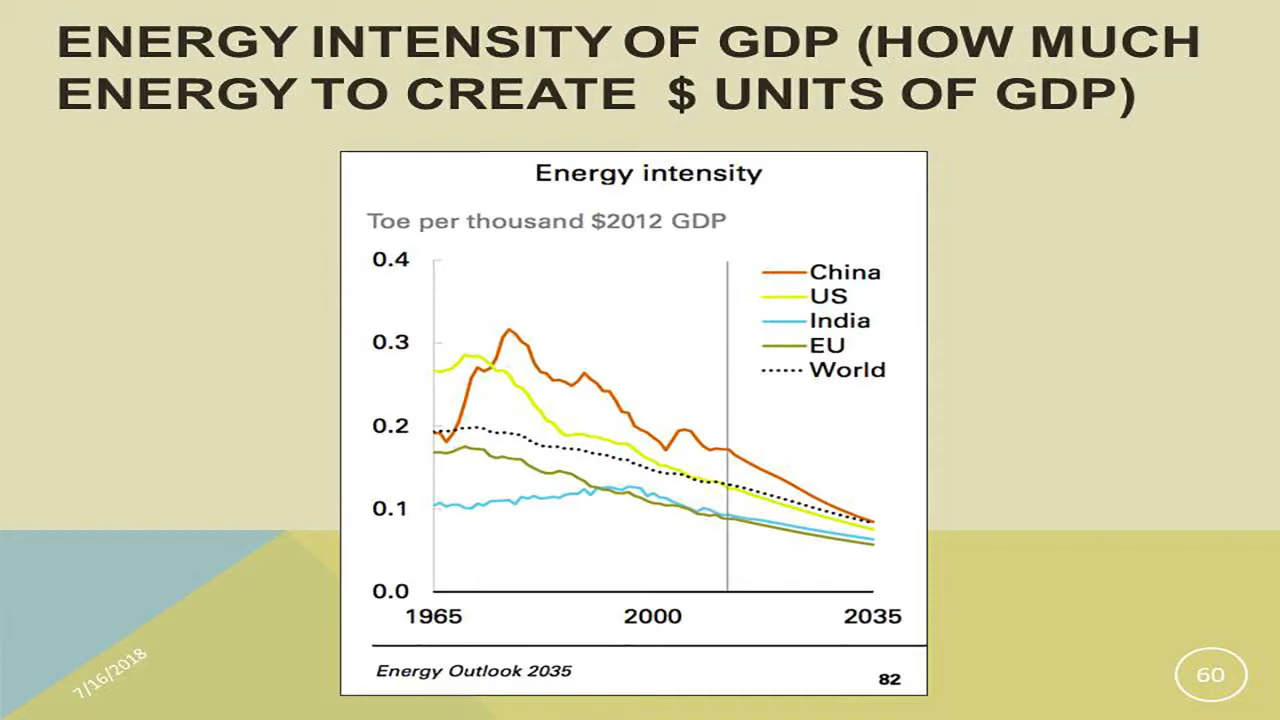 ENERGY INTENSITY OF GDP (HOW MUCH
ENERGY TO CREATE $ UNITS OF GDP)
Energy intensity
Toe per thousand $2012 GDP
0.4
0.3
0.2
0.1
0.0
China
US
India
EU
World
1965
2000
2035
Energy Outlook 2035
82
7/16/2018
60